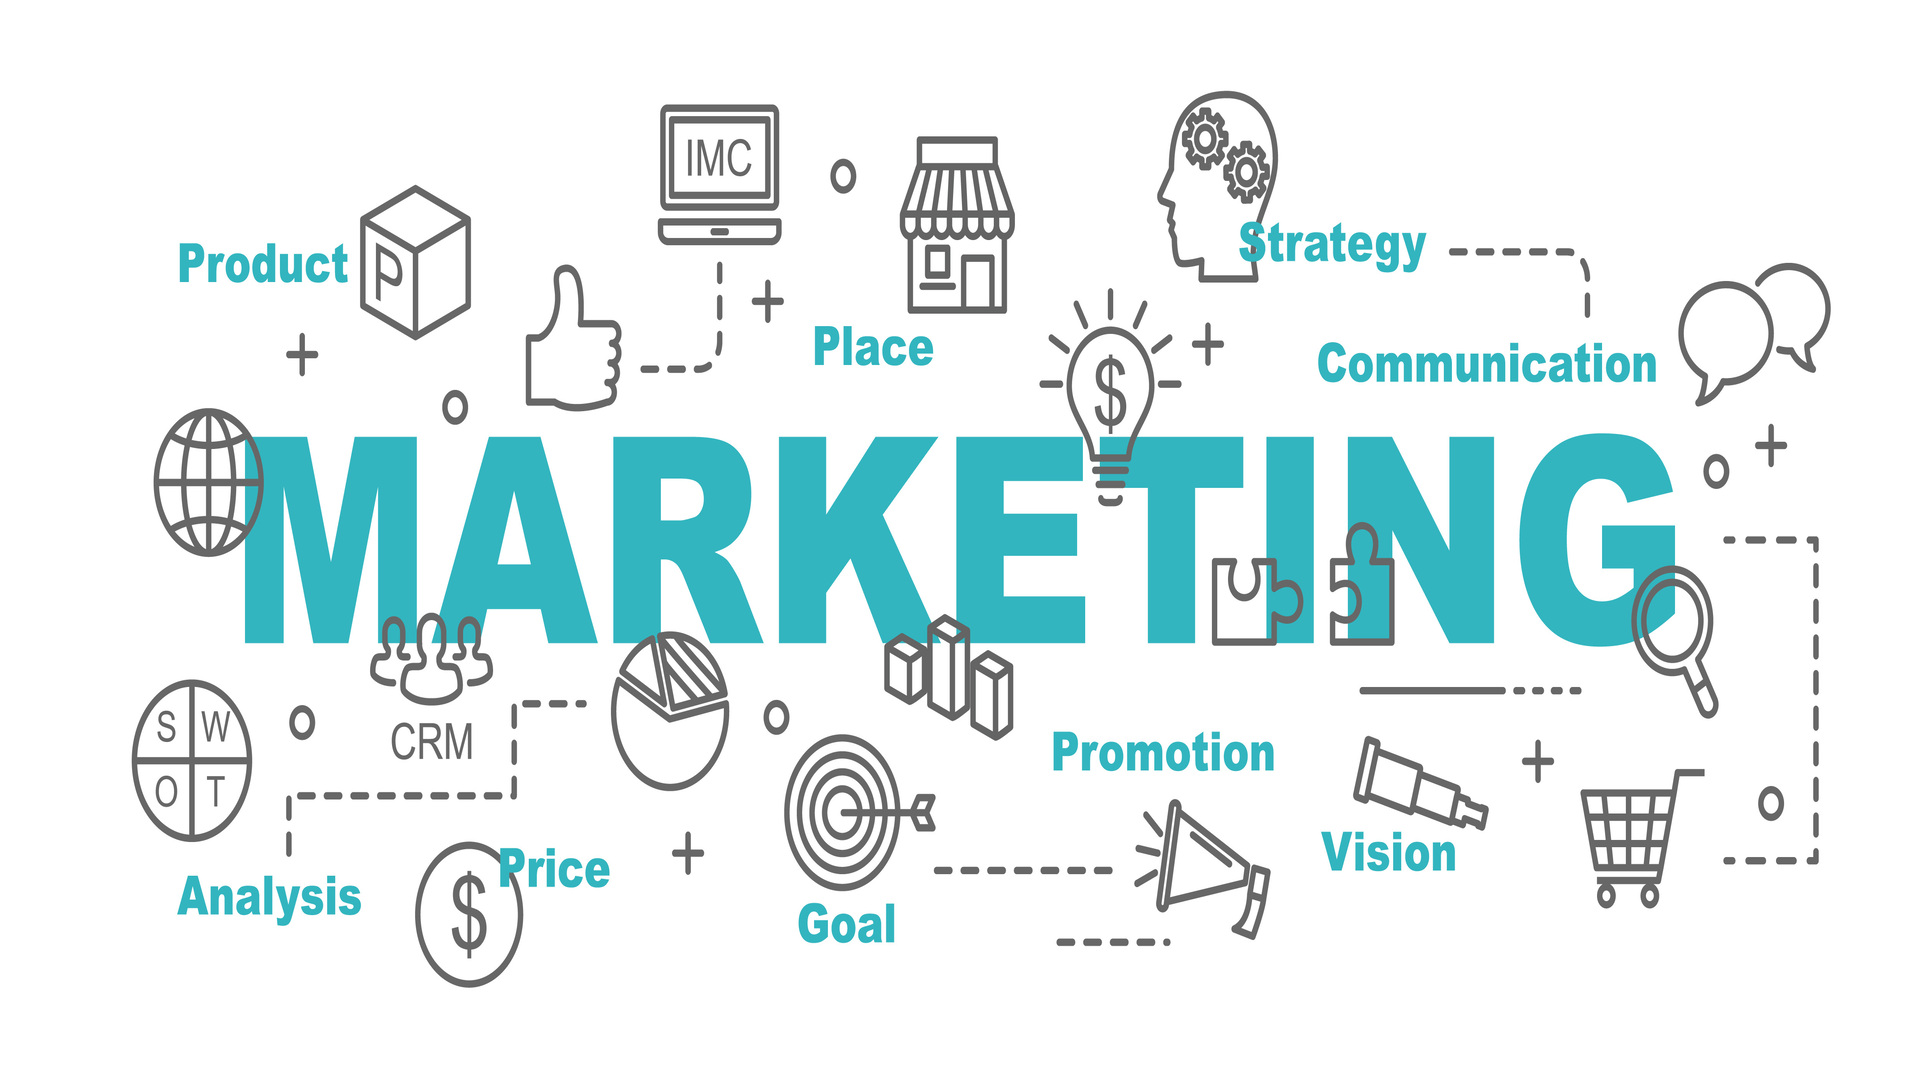 IMC
Product
P
Strategy
Place
Communication
$
MARKETING
S W
O T
CRM
Promotion
Vision
Price
Analysis
$
Goal